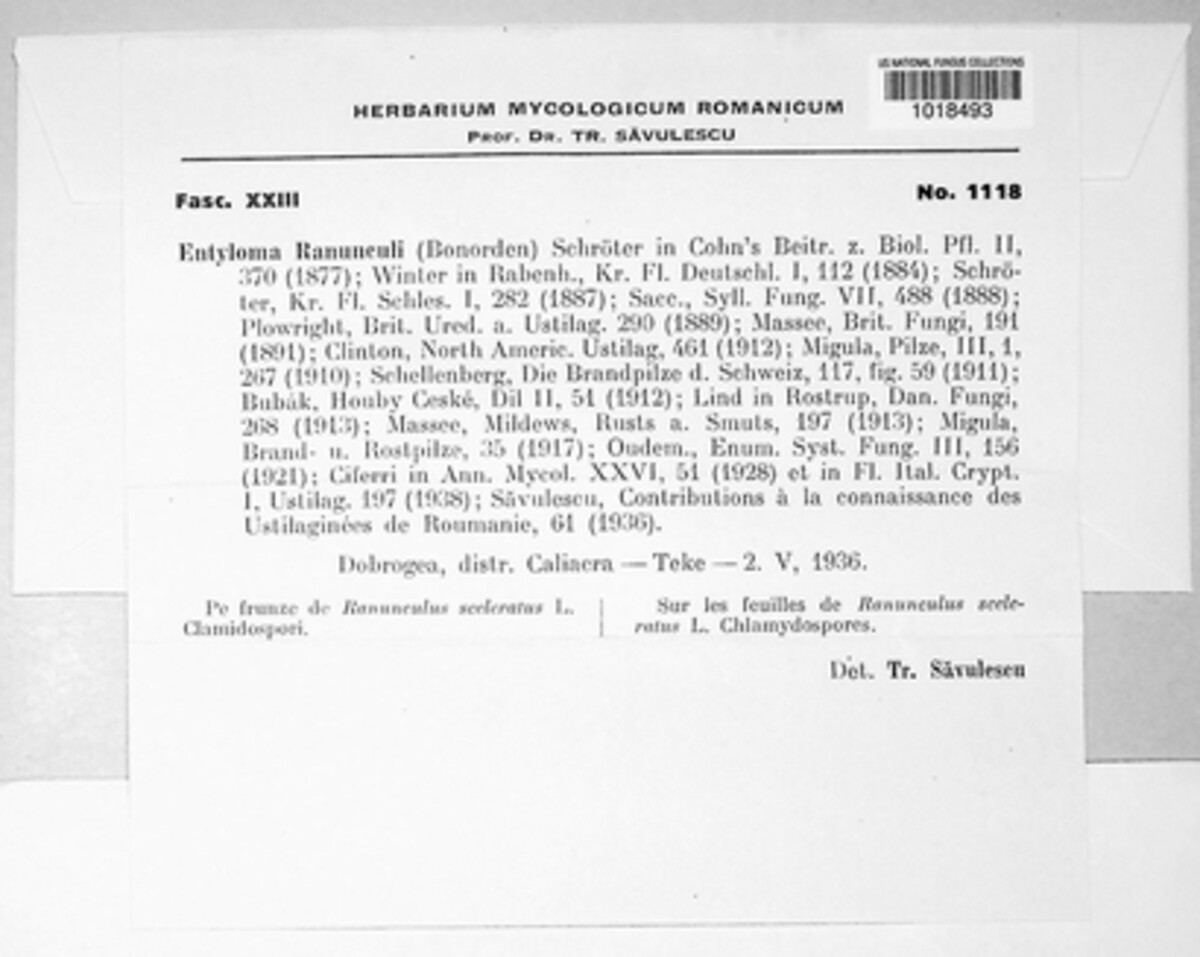 US NATIONAL FUNGUS COLLECTIONS
1018493
HERBARIUM MYCOLOGICUM ROMANICUM
PROF. DR. TR. SĂVULESCU
Fasc. XXIII
No. 1118
Entyloma Ranunculi (Bonorden) Schröter in Cohn's Beitr. z. Biol. Pfl. II,
370 (1877); Winter in Rabenh., Kr. Fl. Deutschl. I, 112 (1884); Schrö-
ter, Kr. Fl. Schles. I, 282 (1887); Sacc., Syll. Fung. VII, 488 (1888);
Plowright, Brit. Ured. a. Ustilag. 290 (1889); Massee, Brit. Fungi, 191
(1891); Clinton, North Americ. Ustilag, 461 (1912); Migula, Pilze, III, 1,
267 (1910); Schellenberg, Die Brandpilze d. Schweiz, 117, fig. 59 (1911);
Bubák, Houby Ceské, Dil II, 51 (1912); Lind in Rostrup, Dan. Fungi,
268 (1913); Massee, Mildews, Rusts a. Smuts, 197 (1913); Migula,
Brand- u. Rostpilze, 35 (1917); Oudem., Enum. Syst. Fung. III, 156
(1921); Ciferri in Ann. Mycol. XXVI, 51 (1928) et in Fl. Ital. Crypt.
I, Ustilag. 197 (1938); Săvulescu, Contributions à la connaissance des
Ustilaginées de Roumanie, 61 (1936).
Dobrogea, distr. Caliacra — Teke — 2. V, 1936.
Pe frunze de Ranunculus sceleratus L.
Clamidospori.
Sur les feuilles de Ranunculus scele-
ratus L. Chlamydospores.
Det. Tr. Săvulescu